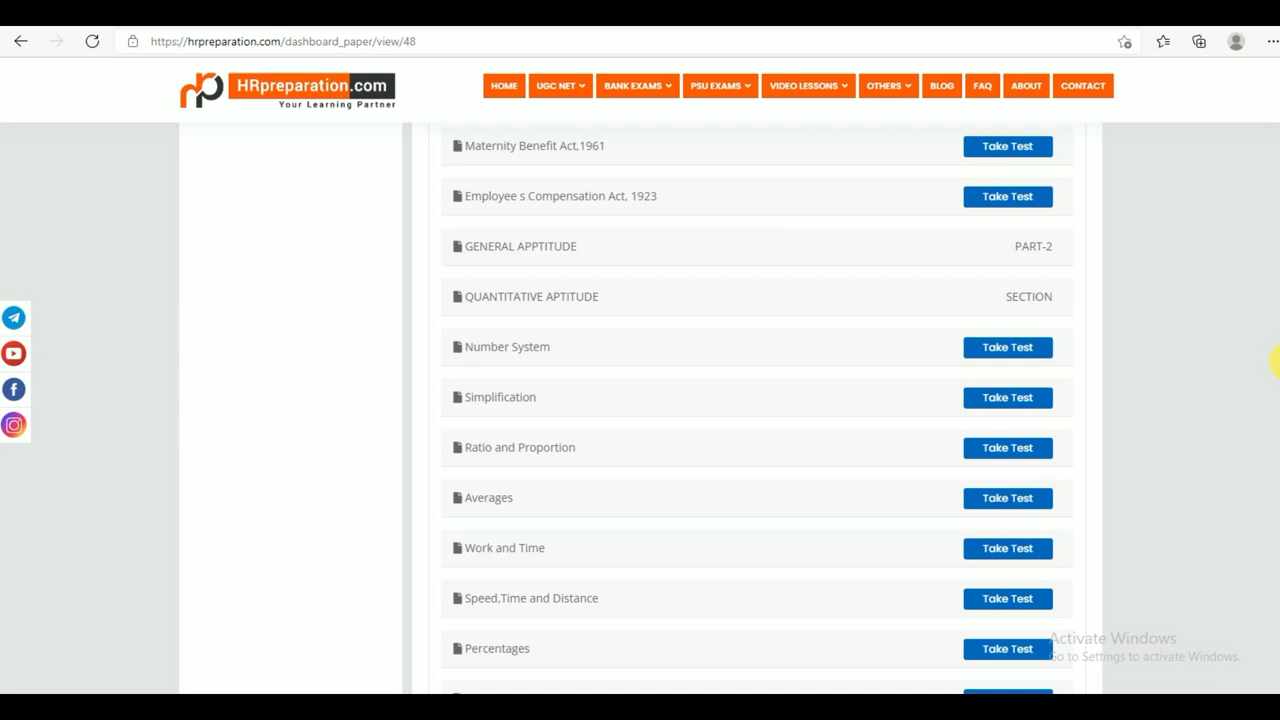 https://hrpreparation.com/dashboard_paper/view/48
HRpreparation.com
Your Learning Partner
HOME UGC NET BANK EXAMS PSU EXAMS VIDEO LESSONS OTHERS BLOG FAQ ABOUT CONTACT
Maternity Benefit Act,1961 Take Test
Employee s Compensation Act, 1923 Take Test
GENERAL APPTITUDE PART-2
QUANTITATIVE APTITUDE SECTION
Number System Take Test
Simplification Take Test
Ratio and Proportion Take Test
Averages Take Test
Work and Time Take Test
Speed,Time and Distance Take Test
Percentages Take Test
Activate Windows
Go to Settings to activate Windows.